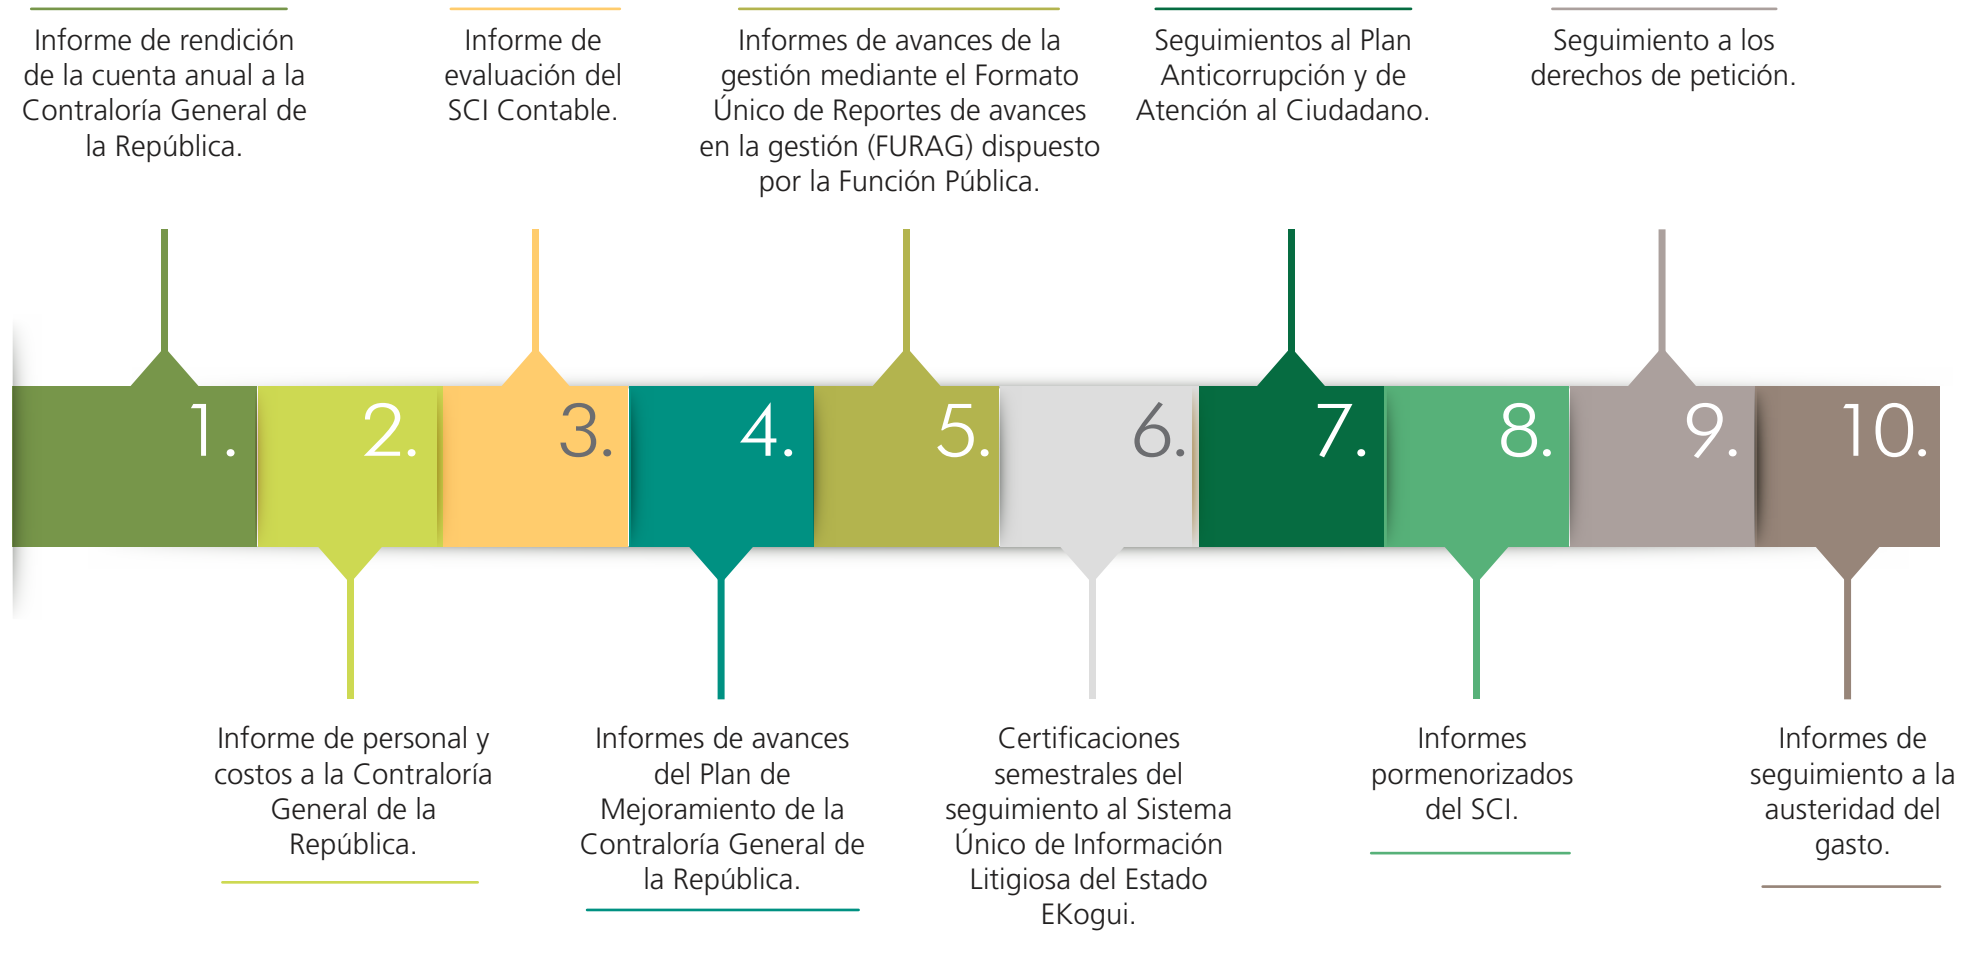 Informe de rendición
de la cuenta anual a la
Contraloría General de
la República.
Informe de
evaluación del
SCI Contable.
Informes de avances de la
gestión mediante el Formato
Único de Reportes de avances
en la gestión (FURAG) dispuesto
por la Función Pública.
Seguimientos al Plan
Anticorrupción y de
Atención al Ciudadano.
Seguimiento a los
derechos de petición.
1.
2.
3.
4.
5.
6.
7.
8.
9.
10.
Informe de personal y
costos a la Contraloría
General de la
República.
Informes de avances
del Plan de
Mejoramiento de la
Contraloría General de
la República.
Certificaciones
semestrales del
seguimiento al Sistema
Único de Información
Litigiosa del Estado
EKogui.
Informes
pormenorizados
del SCI.
Informes de
seguimiento a la
austeridad del
gasto.